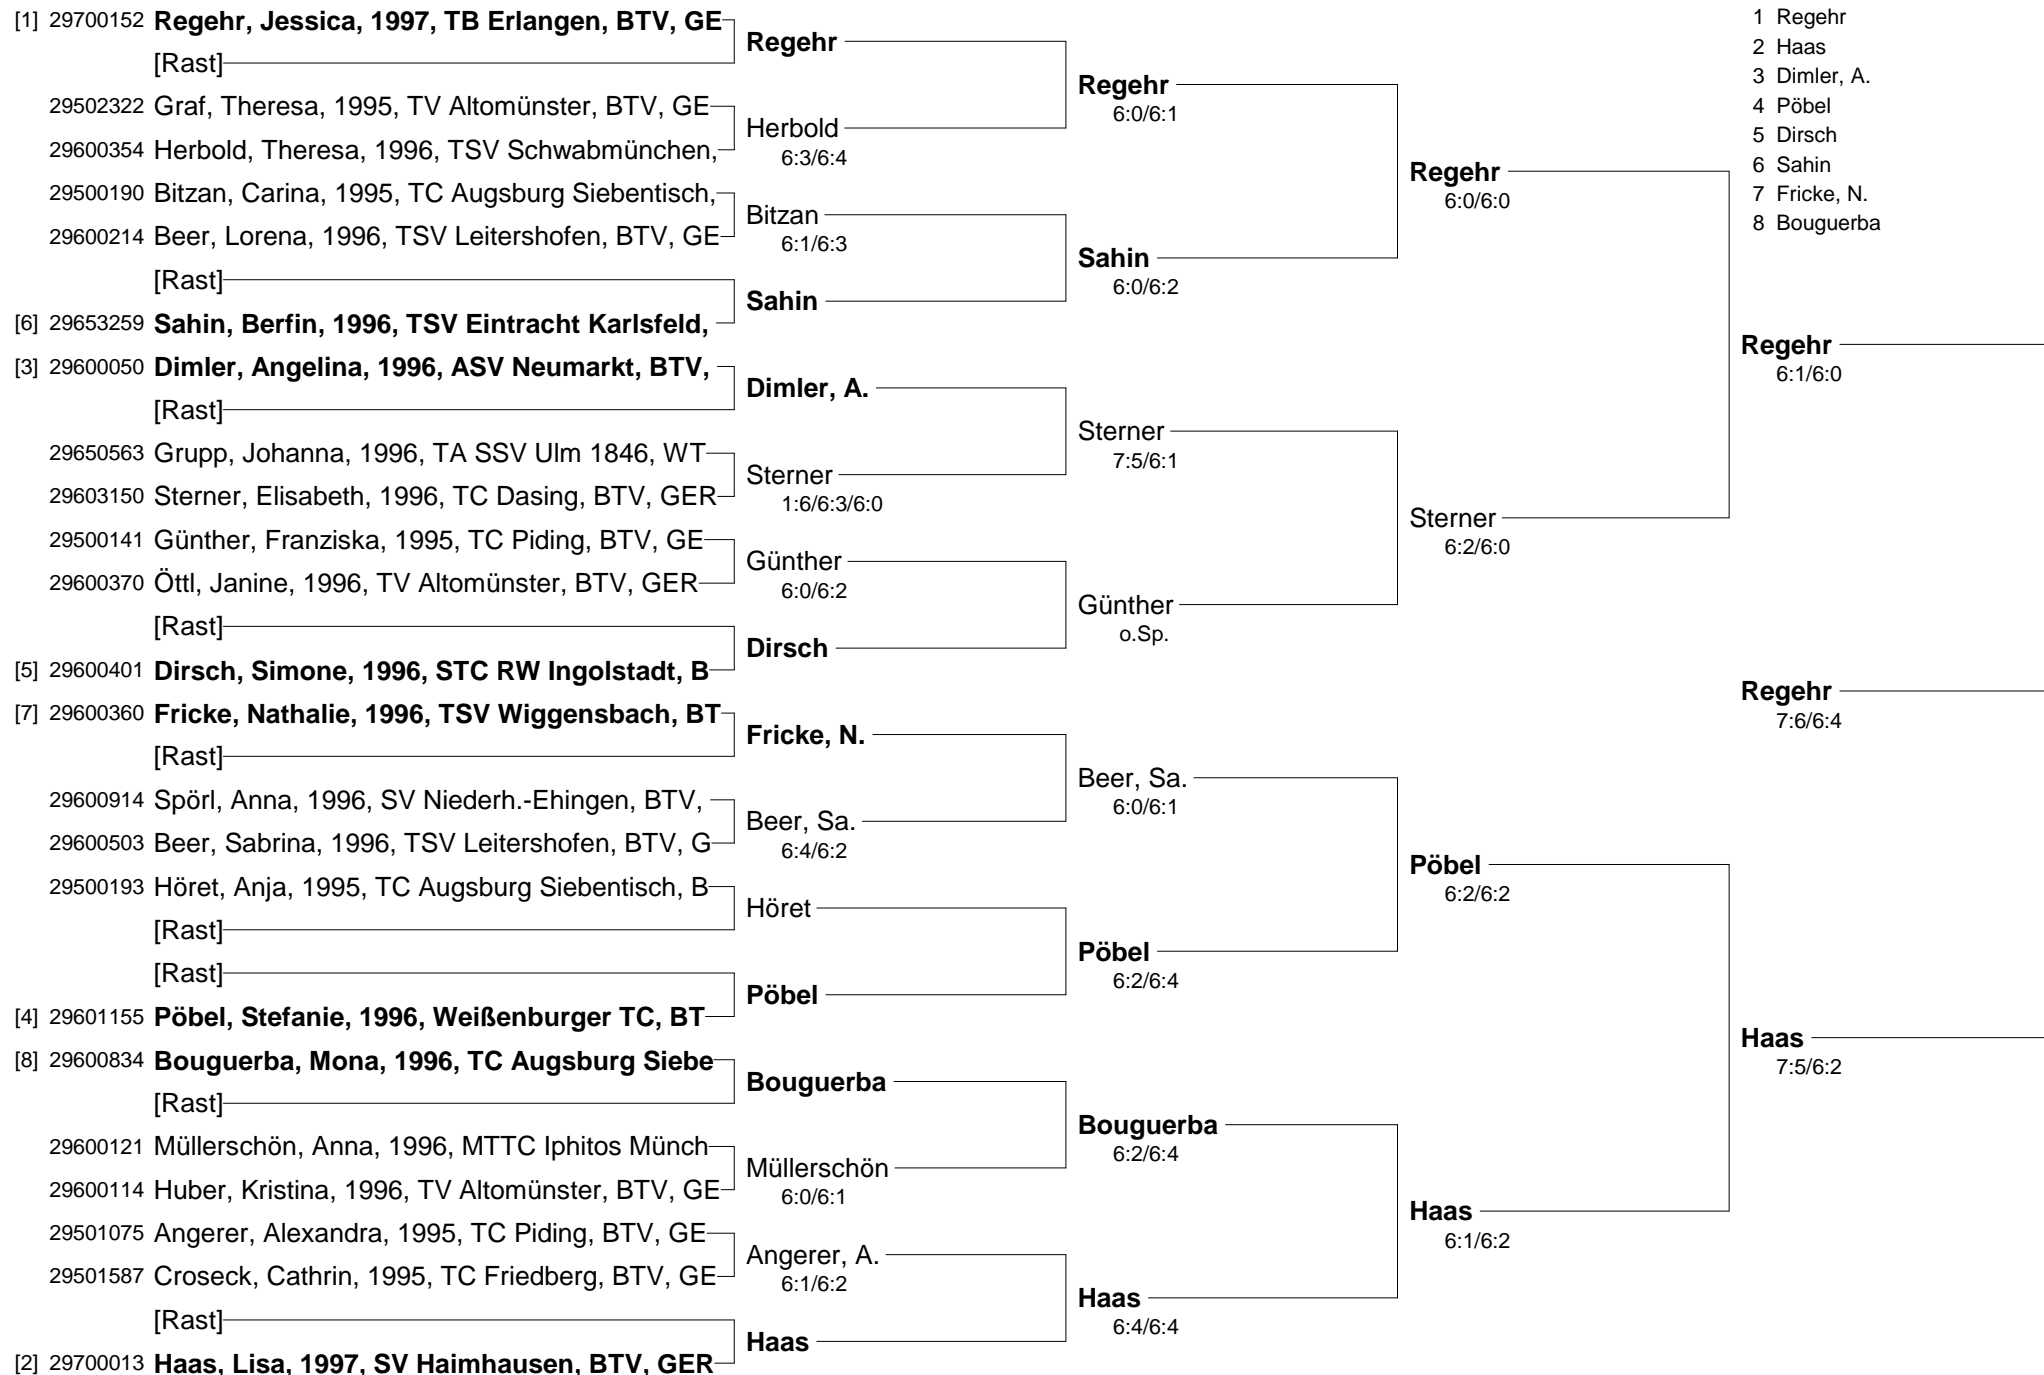 [1] 29700152 Regehr, Jessica, 1997, TB Erlangen, BTV, GE
[Rast]
29502322 Graf, Theresa, 1995, TV Altomünster, BTV, GE
29600354 Herbold, Theresa, 1996, TSV Schwabmünchen,
29500190 Bitzan, Carina, 1995, TC Augsburg Siebentisch,
29600214 Beer, Lorena, 1996, TSV Leitershofen, BTV, GE
[Rast]
[6] 29653259 Sahin, Berfin, 1996, TSV Eintracht Karlsfeld,
[3] 29600050 Dimler, Angelina, 1996, ASV Neumarkt, BTV,
[Rast]
29650563 Grupp, Johanna, 1996, TA SSV Ulm 1846, WT
29603150 Sterner, Elisabeth, 1996, TC Dasing, BTV, GER
29500141 Günther, Franziska, 1995, TC Piding, BTV, GE
29600370 Öttl, Janine, 1996, TV Altomünster, BTV, GER
[Rast]
[5] 29600401 Dirsch, Simone, 1996, STC RW Ingolstadt, B
[7] 29600360 Fricke, Nathalie, 1996, TSV Wiggensbach, BT
[Rast]
29600914 Spörl, Anna, 1996, SV Niederh.-Ehingen, BTV,
29600503 Beer, Sabrina, 1996, TSV Leitershofen, BTV, G
29500193 Höret, Anja, 1995, TC Augsburg Siebentisch, B
[Rast]
[Rast]
[4] 29601155 Pöbel, Stefanie, 1996, Weißenburger TC, BT
[8] 29600834 Bouguerba, Mona, 1996, TC Augsburg Siebe
[Rast]
29600121 Müllerschön, Anna, 1996, MTTC Iphitos Münch
29600114 Huber, Kristina, 1996, TV Altomünster, BTV, GE
29501075 Angerer, Alexandra, 1995, TC Piding, BTV, GE
29501587 Croseck, Cathrin, 1995, TC Friedberg, BTV, GE
[Rast]
[2] 29700013 Haas, Lisa, 1997, SV Haimhausen, BTV, GER
Regehr
Herbold
6:3/6:4
Bitzan
6:1/6:3
Sahin
Dimler, A.
Sterner
1:6/6:3/6:0
Günther
6:0/6:2
Dirsch
Fricke, N.
Beer, Sa.
6:4/6:2
Höret
Pöbel
Bouguerba
Müllerschön
6:0/6:1
Angerer, A.
6:1/6:2
Haas
Regehr
6:0/6:1
Sahin
6:0/6:2
Sterner
7:5/6:1
Günther
o.Sp.
Beer, Sa.
6:0/6:1
Pöbel
6:2/6:4
Bouguerba
6:2/6:4
Haas
6:4/6:4
Regehr
6:0/6:0
Sterner
6:2/6:0
Pöbel
6:2/6:2
Haas
6:1/6:2
1 Regehr
2 Haas
3 Dimler, A.
4 Pöbel
5 Dirsch
6 Sahin
7 Fricke, N.
8 Bouguerba
Regehr
6:1/6:0
Regehr
7:6/6:4
Haas
7:5/6:2